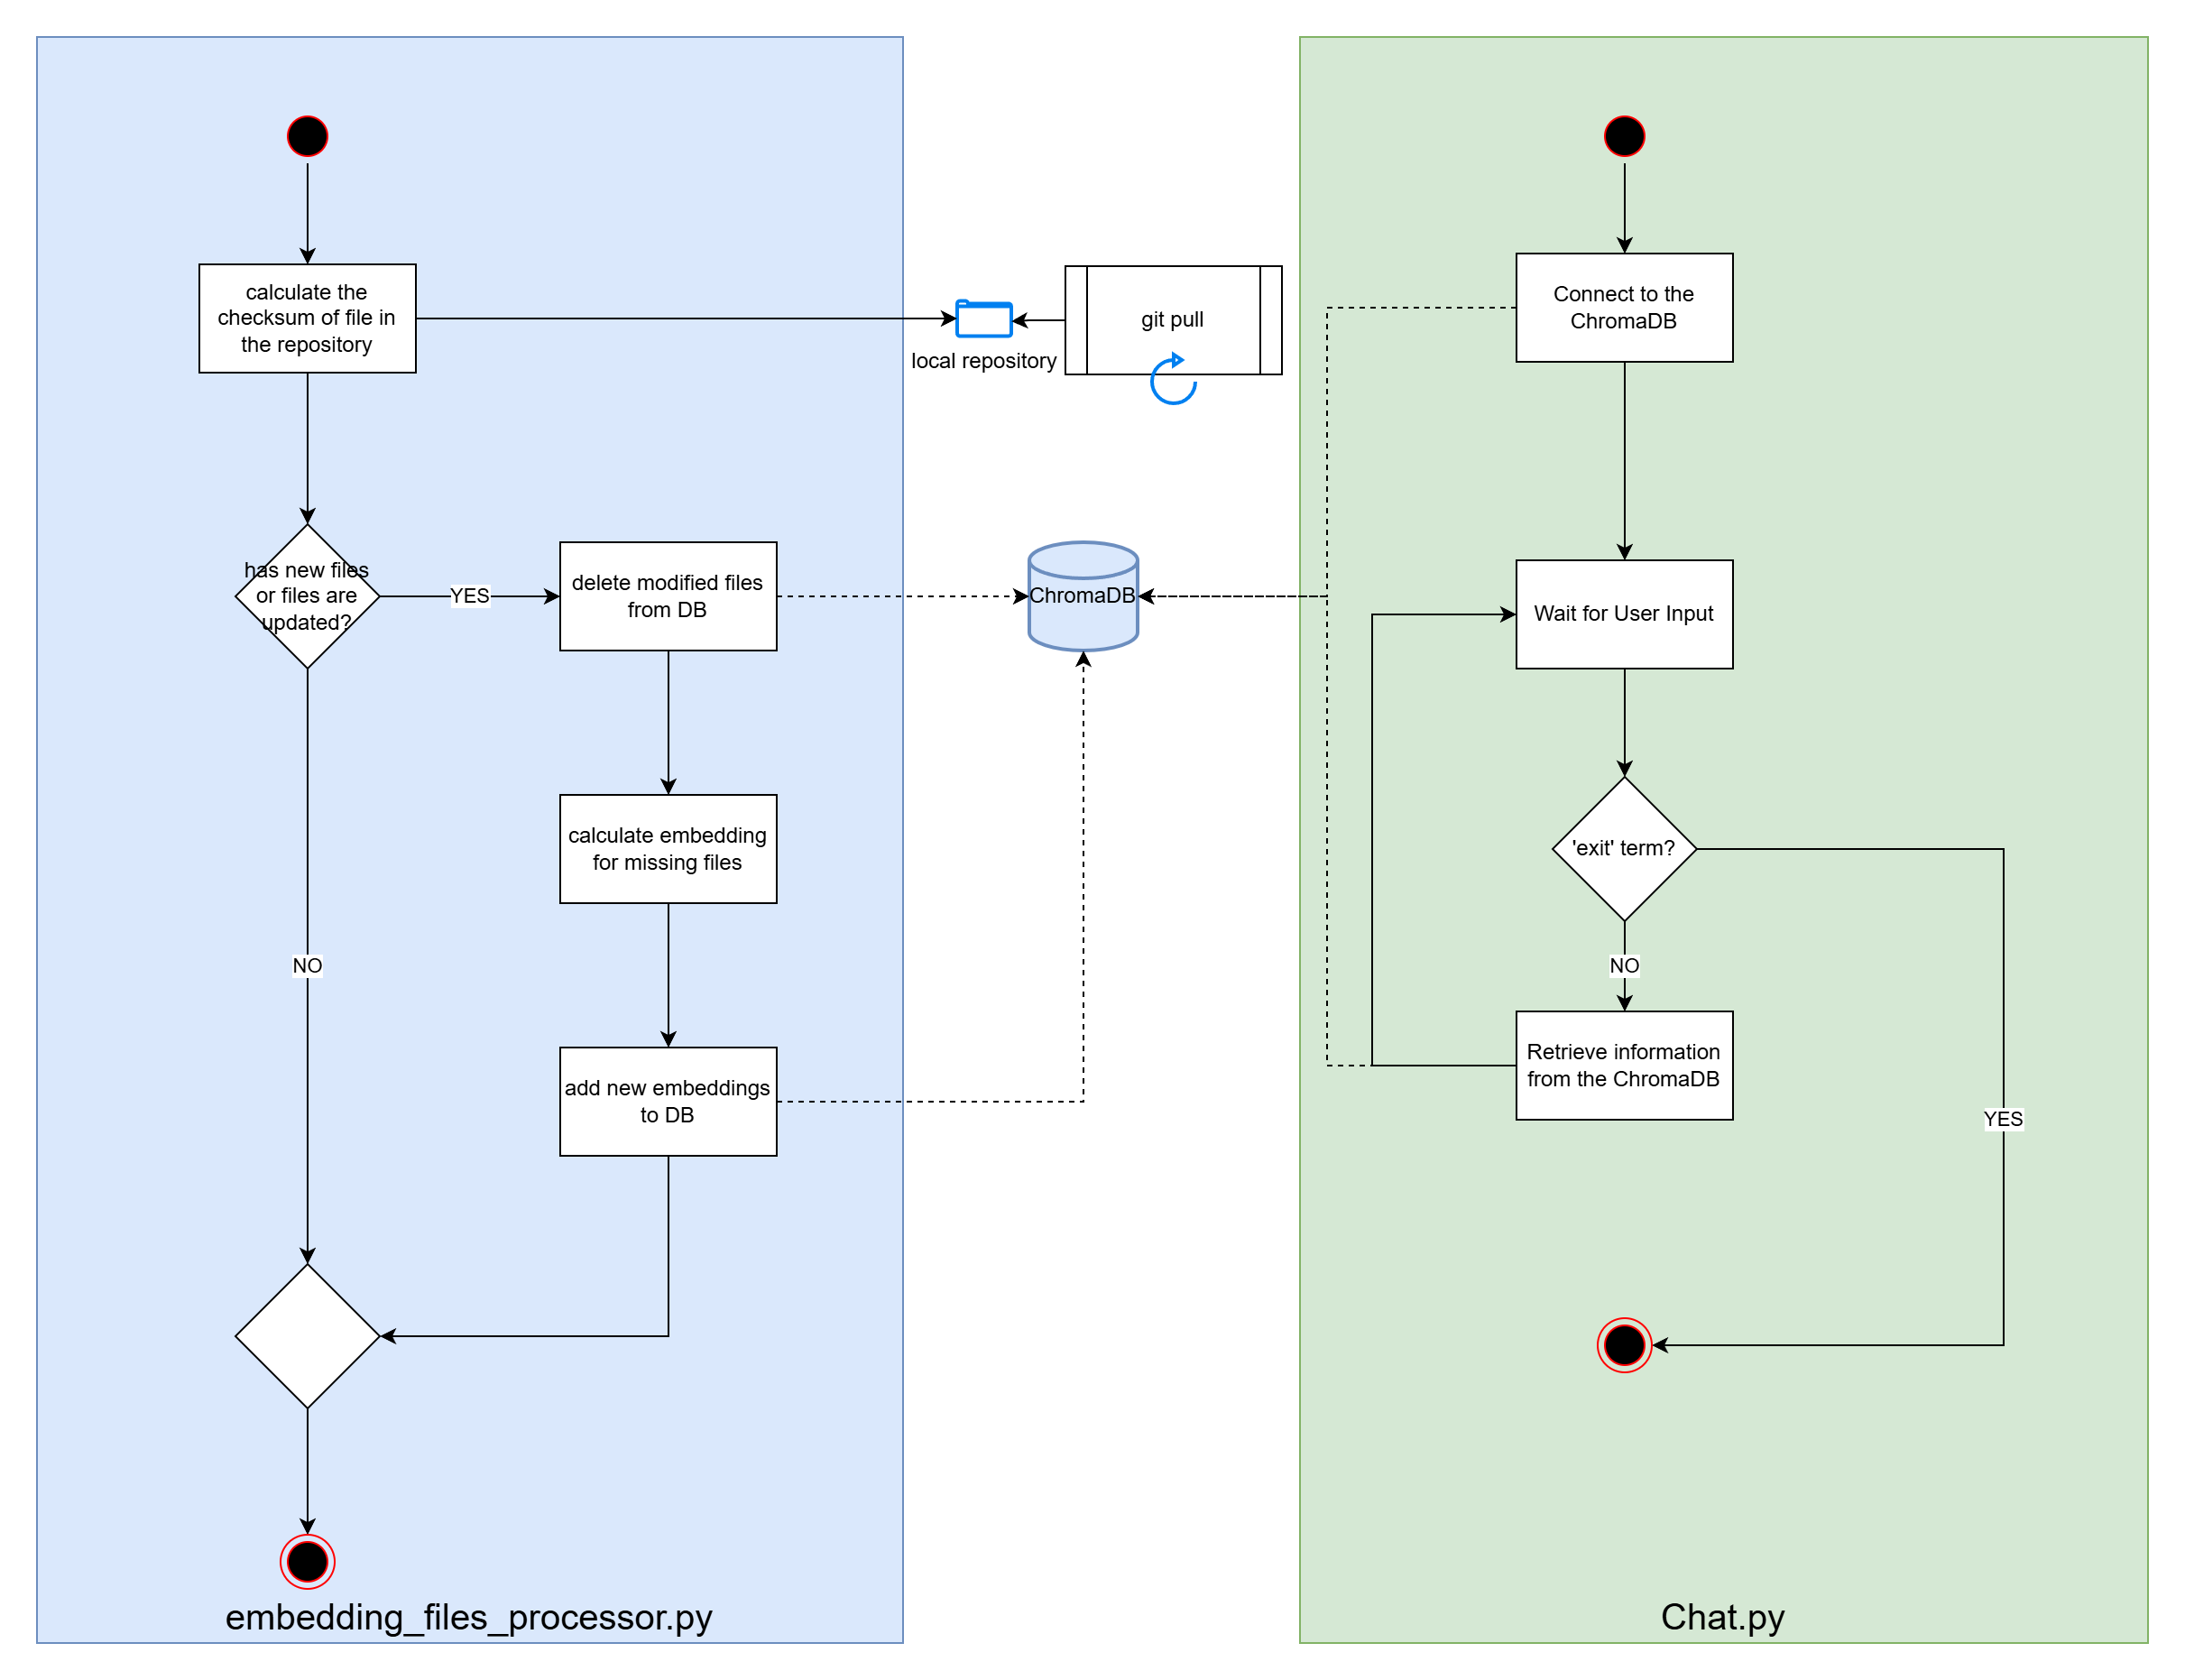 calculate the
checksum of file in
the repository
has new files
or files are
updated?
YES
delete modified files
from DB
calculate embedding
for missing files
NO
add new embeddings
to DB
embedding_files_processor.py
local repository
git pull
ChromaDB
Connect to the
ChromaDB
Wait for User Input
'exit' term?
NO
Retrieve information
from the ChromaDB
YES
Chat.py